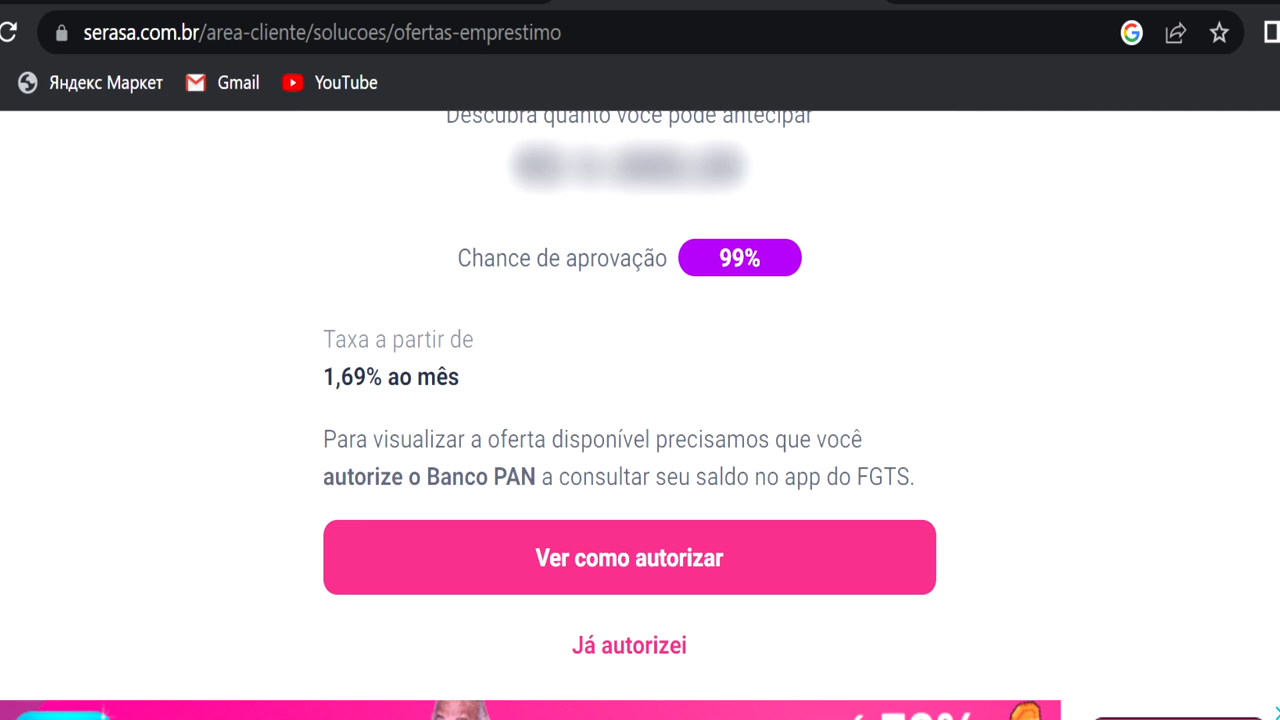 serasa.com.br/area-cliente/solucoes/ofertas-emprestimo
Яндекс Маркет Gmail YouTube
Descubra quanto você pode antecipar
Chance de aprovação 99%
Taxa a partir de
1,69% ao mês
Para visualizar a oferta disponível precisamos que você
autorize o Banco PAN a consultar seu saldo no app do FGTS.
Ver como autorizar
Já autorizei